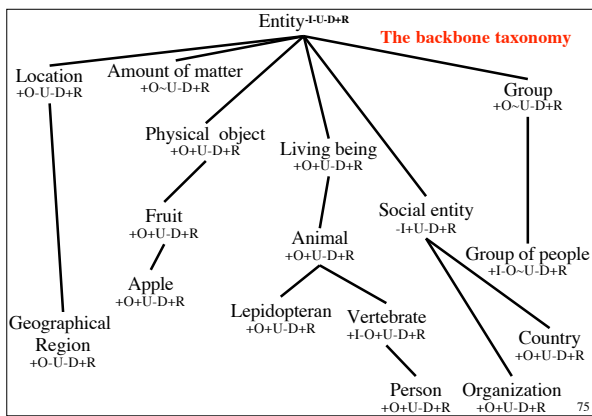 Entity-I-U-D+R
The backbone taxonomy
Location
+O-U-D+R
Amount of matter
+O~U-D+R
Group
+O~U-D+R
Physical object
+O+U-D+R
Living being
+O+U-D+R
Fruit
+O+U-D+R
Social entity
-I+U-D+R
Animal
+O+U-D+R
Group of people
+I-O~U-D+R
Apple
+O+U-D+R
Lepidopteran
+O+U-D+R
Vertebrate
+I-O+U-D+R
Geographical
Region
+O-U-D+R
Country
+O+U-D+R
Person
+O+U-D+R
Organization
+O+U-D+R
75